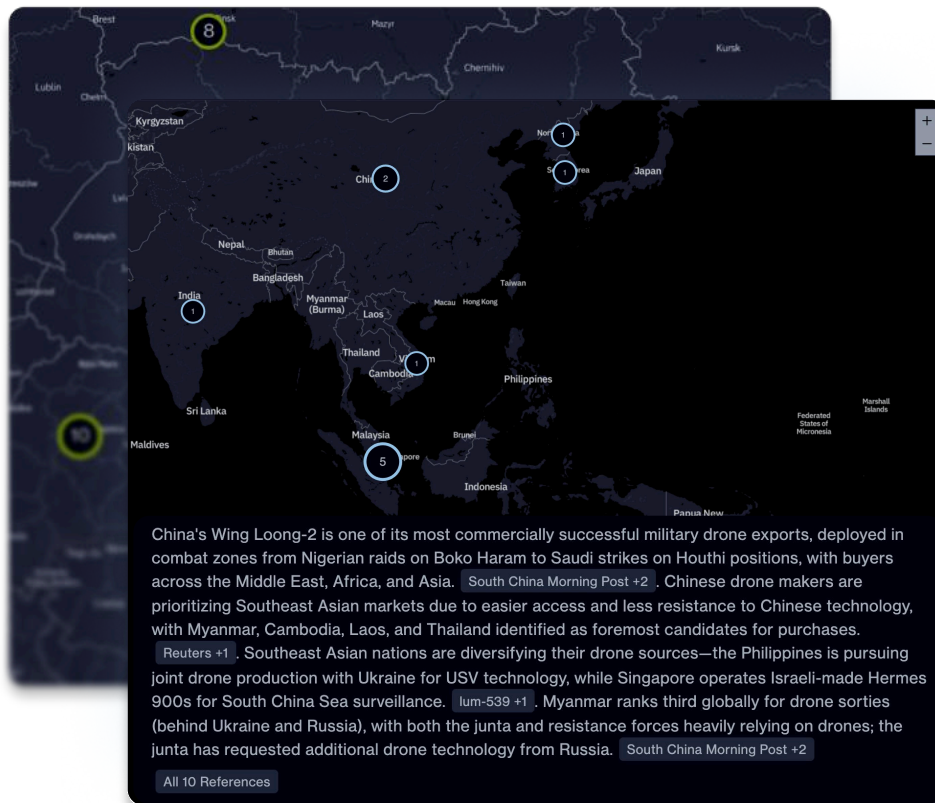 Brest
8
Mazyr
Kursk
Chernihiv
Lublin
Chełm
Kyrgyzstan
kistan
1
1
Japan
2
Nepal
Bhutan
Bangladesh
India
1
Myanmar
(Burma)
Laos
Macau
Hong Kong
Taiwan
Thailand
1
Cambodia
Philippines
Sri Lanka
Maldives
Malaysia
Brunei
5
pore
Indonesia
Federated
States of
Micronesia
Marshall
Islands
Papua New
10
+
−
China's Wing Loong-2 is one of its most commercially successful military drone exports, deployed in
combat zones from Nigerian raids on Boko Haram to Saudi strikes on Houthi positions, with buyers
across the Middle East, Africa, and Asia. South China Morning Post +2 . Chinese drone makers are
prioritizing Southeast Asian markets due to easier access and less resistance to Chinese technology,
with Myanmar, Cambodia, Laos, and Thailand identified as foremost candidates for purchases.
Reuters +1 . Southeast Asian nations are diversifying their drone sources—the Philippines is pursuing
joint drone production with Ukraine for USV technology, while Singapore operates Israeli-made Hermes
900s for South China Sea surveillance. lum-539 +1 . Myanmar ranks third globally for drone sorties
(behind Ukraine and Russia), with both the junta and resistance forces heavily relying on drones; the
junta has requested additional drone technology from Russia. South China Morning Post +2
All 10 References